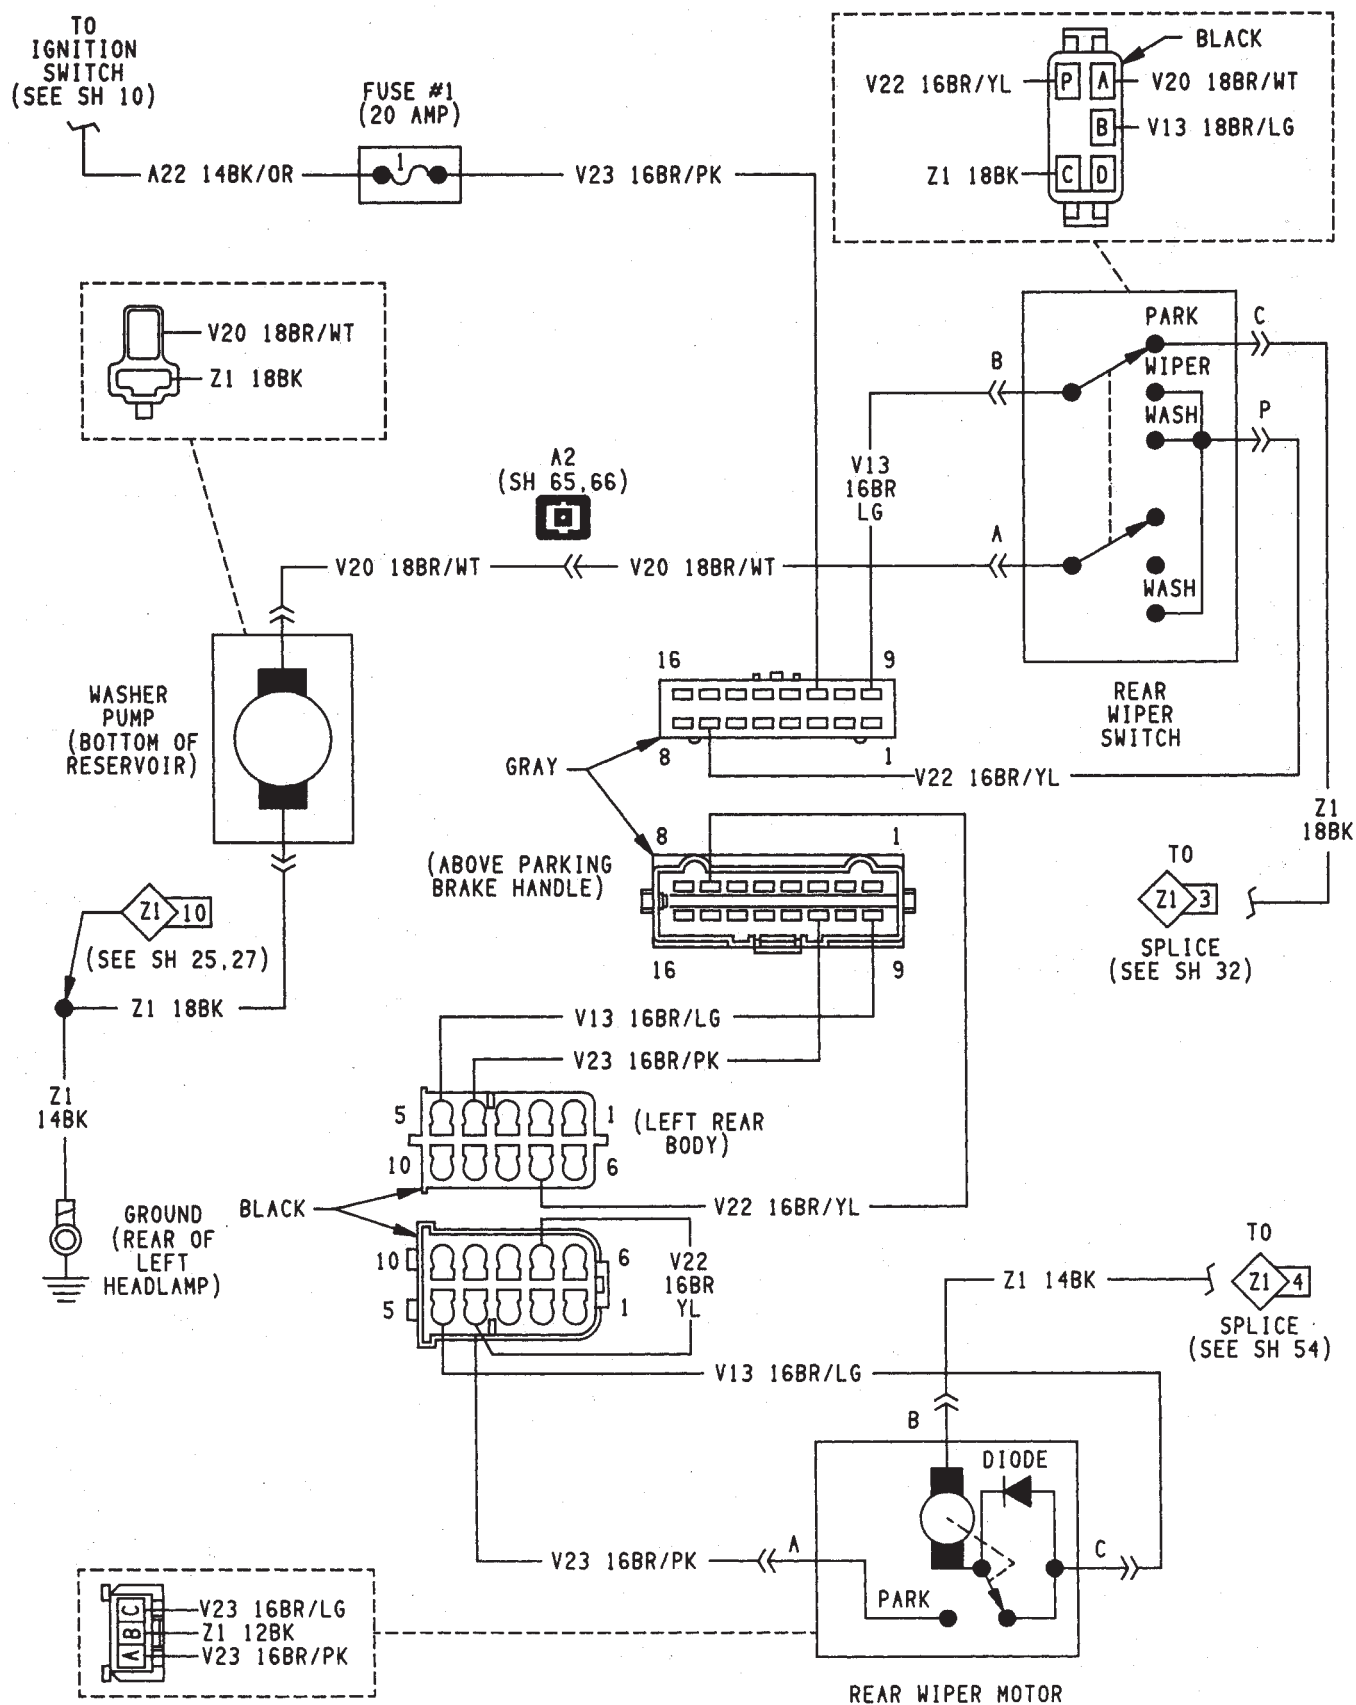 TO
IGNITION
SWITCH
(SEE SH 10)
FUSE #1
(20 AMP)
1
A22 14BK/OR
V23 16BR/PK
BLACK
V22 16BR/YL
P
A
V20 18BR/WT
B
V13 18BR/LG
Z1 18BK
C
D
V20 18BR/WT
Z1 18BK
PARK
C
B
WIPER
P
WASH
A2
(SH 65,66)
V13
16BR
LG
A
V20 18BR/WT
V20 18BR/WT
WASH
16
9
WASHER
PUMP
(BOTTOM OF
RESERVOIR)
REAR
WIPER
SWITCH
GRAY
8
1
V22 16BR/YL
Z1
18BK
8
1
(ABOVE PARKING
BRAKE HANDLE)
TO
Z1
3
Z1
10
(SEE SH 25,27)
SPLICE
(SEE SH 32)
16
9
Z1 18BK
V13 16BR/LG
V23 16BR/PK
Z1
14BK
5
1
(LEFT REAR
BODY)
10
6
BLACK
V22 16BR/YL
GROUND
(REAR OF
LEFT
HEADLAMP)
10
6
V22
16BR
YL
5
1
TO
Z1 14BK
Z1
4
SPLICE
(SEE SH 54)
V13 16BR/LG
B
DIODE
V23 16BR/PK
A
C
PARK
C
V23 16BR/LG
B
Z1 12BK
A
V23 16BR/PK
REAR WIPER MOTOR